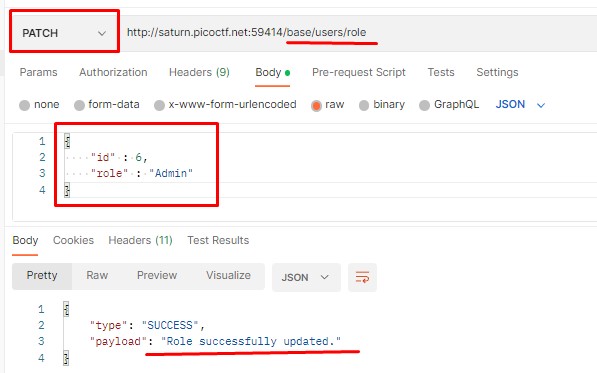 PATCH http://saturn.picoctf.net:59414/base/users/role
Params Authorization Headers (9) Body Pre-request Script Tests Settings
none form-data x-www-form-urlencoded raw binary GraphQL JSON
1 {
2 "id" : 6,
3 "role" : "Admin"
4 }
Body Cookies Headers (11) Test Results
Pretty Raw Preview Visualize JSON
1 {
2 "type": "SUCCESS",
3 "payload": "Role successfully updated."
4 }